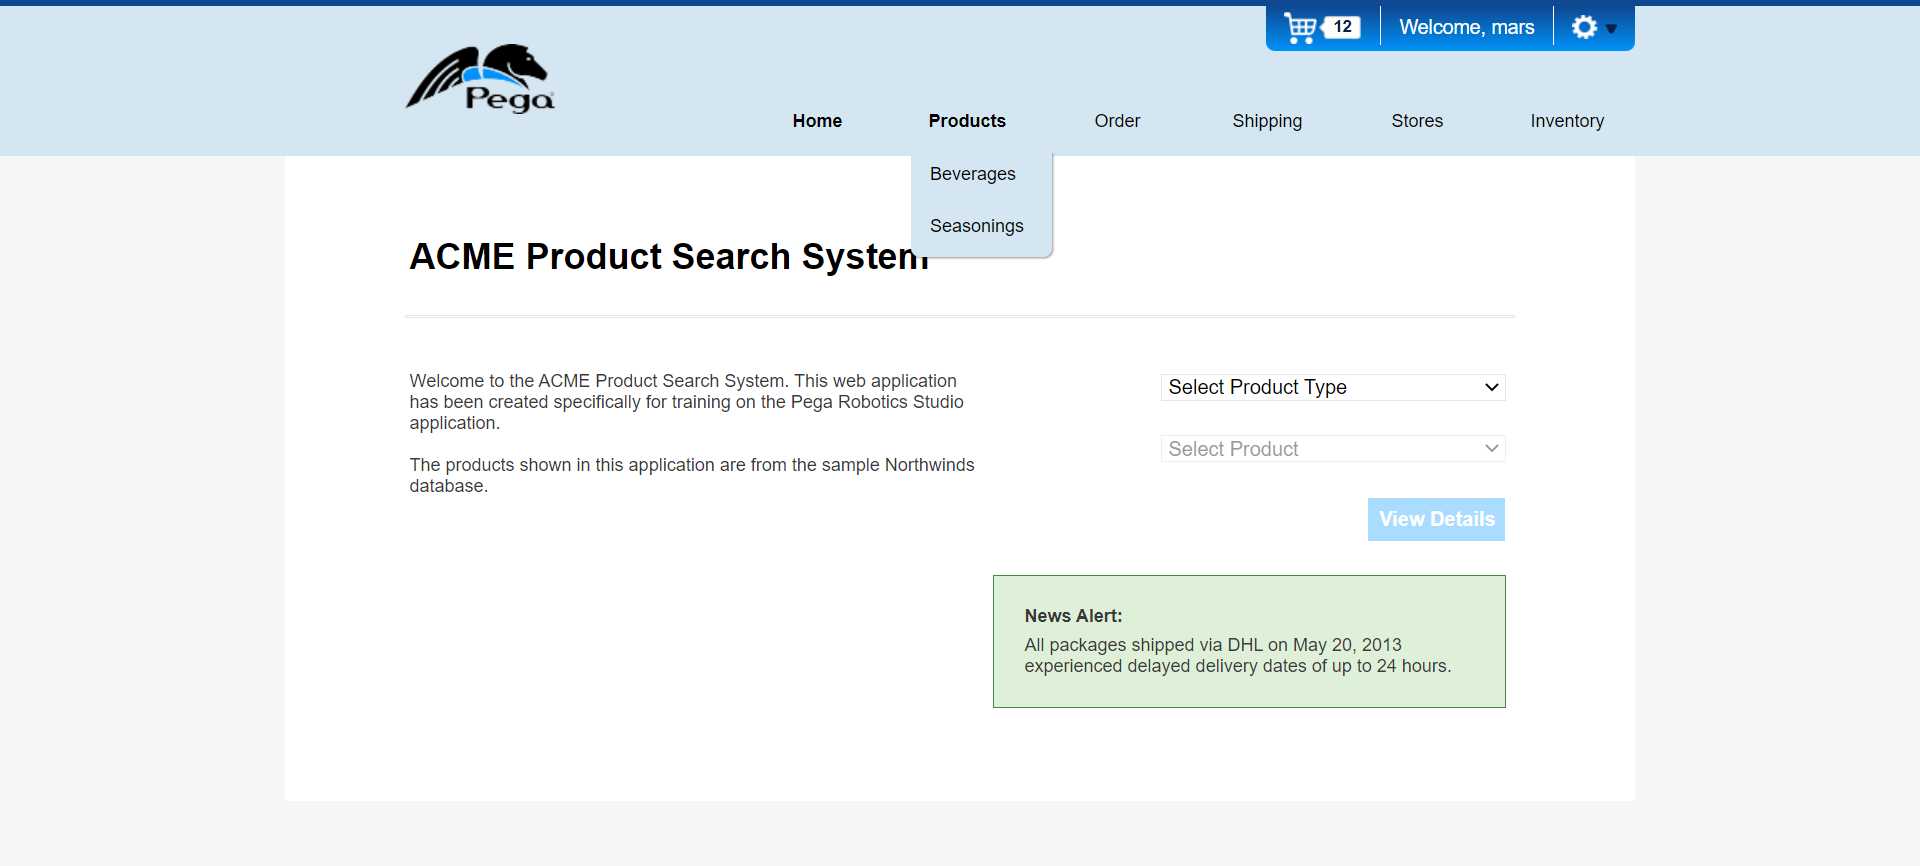 12
Welcome, mars
Pega
Home
Products
Order
Shipping
Stores
Inventory
Beverages
Seasonings
ACME Product Search System
Welcome to the ACME Product Search System. This web application
has been created specifically for training on the Pega Robotics Studio
application.
The products shown in this application are from the sample Northwinds
database.
Select Product Type
Select Product
View Details
News Alert:
All packages shipped via DHL on May 20, 2013
experienced delayed delivery dates of up to 24 hours.